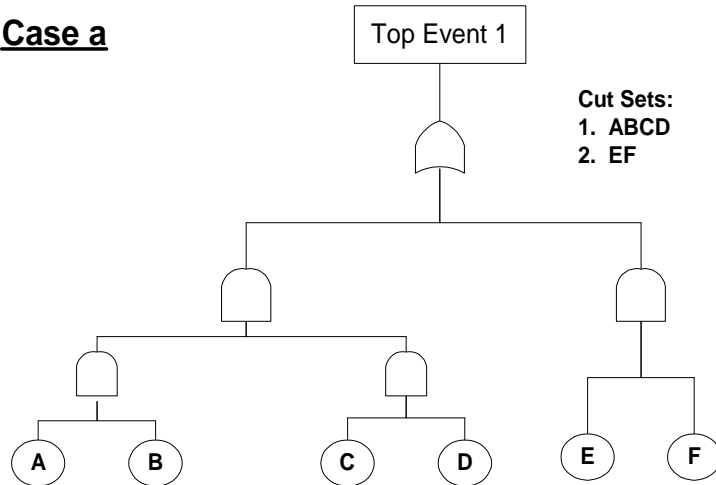 Case a
Top Event 1
Cut Sets:
1. ABCD
2. EF
A
B
C
D
E
F